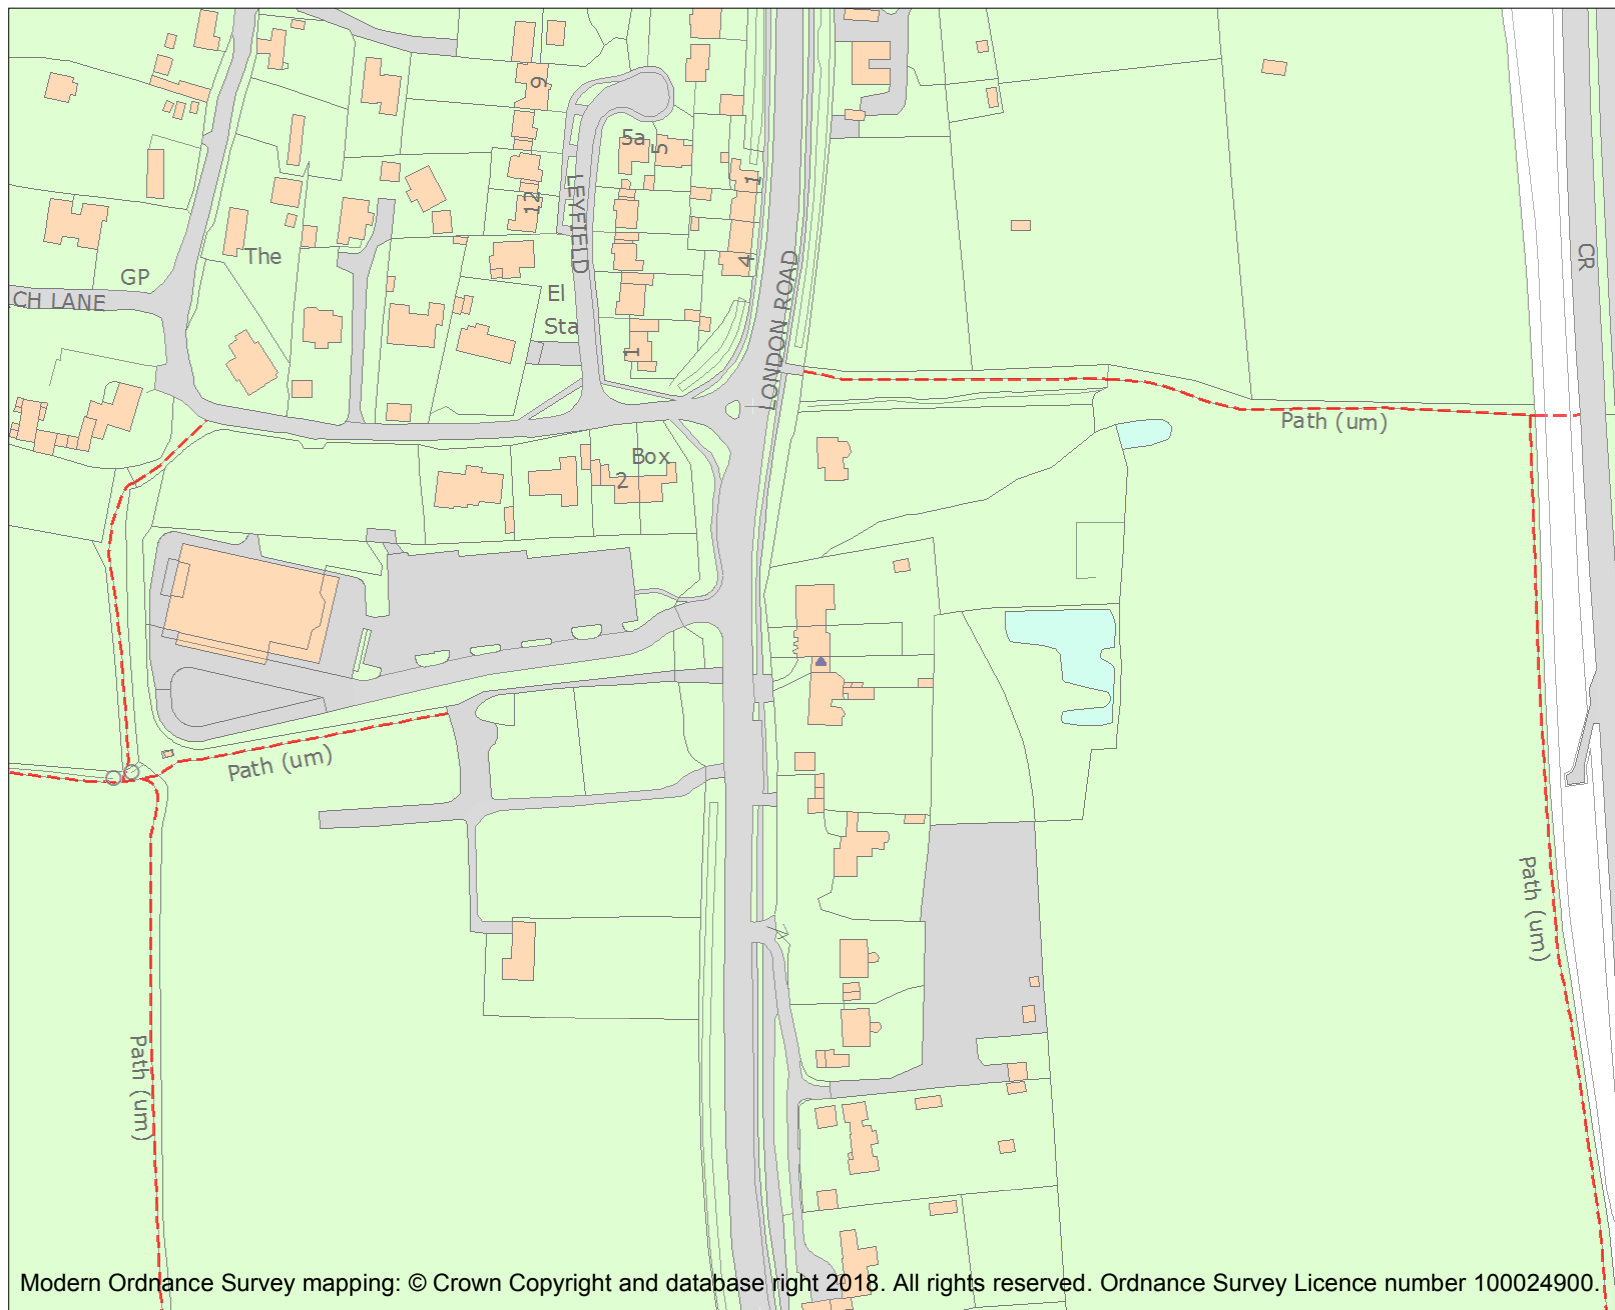 9
5a
5
12
1
LEYFIELD
The
GP
4
CH LANE
El
Sta
LONDON ROAD
CR
1
Path (um)
Box
2
Path (um)
Path (um)
Path (um)
Modern Ordnance Survey mapping: © Crown Copyright and database right 2018. All rights reserved. Ordnance Survey Licence number 100024900.